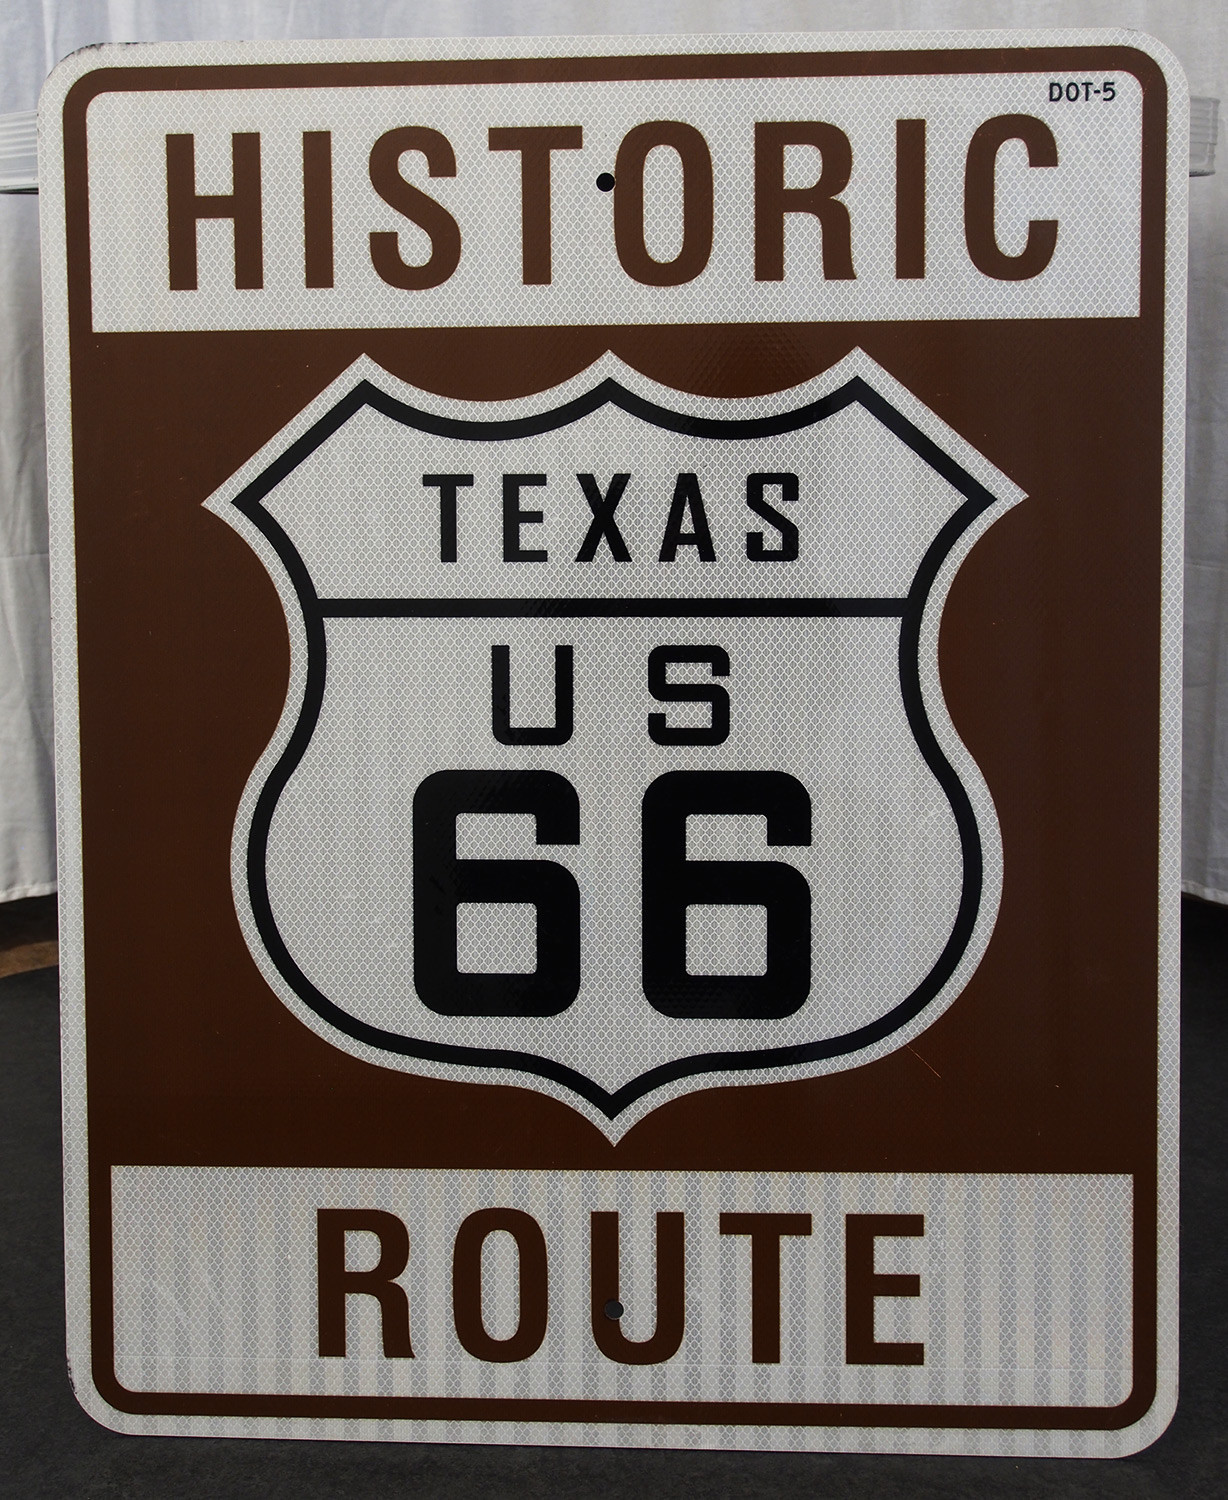 DOT-5
HISTORIC
TEXAS
US
66
ROUTE